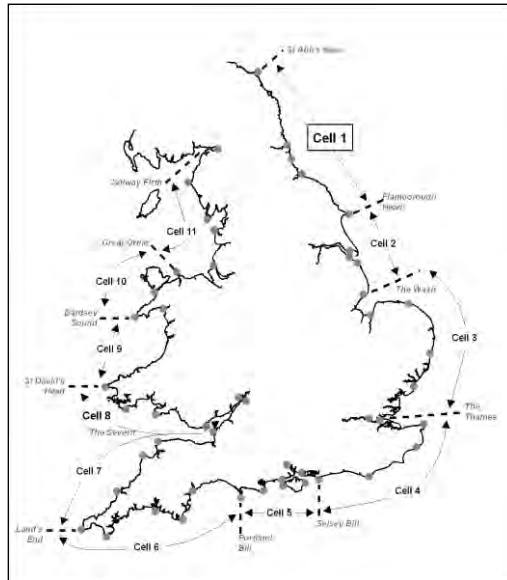 St Abb's Head
Cell 1
Solway Firth
Flamborough
Head
Cell 11
Great Orme
Cell 2
Cell 10
The Wash
Bardsey
Sound
Cell 3
Cell 9
St David's
Head
The
Thames
Cell 8
The Severn
Cell 7
Cell 4
Land's
End
Cell 5
Selsey Bill
Cell 6
Portland
Bill